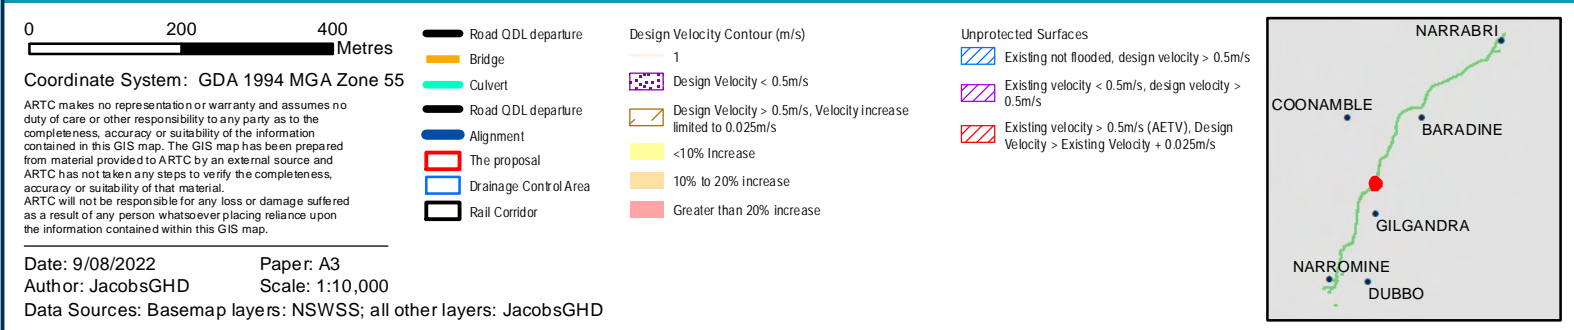 0 200 400
Metres
Coordinate System: GDA 1994 MGA Zone 55
ARTC makes no representation or warranty and assumes no
duty of care or other responsibility to any party as to the
completeness, accuracy or suitability of the information
contained in this GIS map. The GIS map has been prepared
from material provided to ARTC by an external source and
ARTC has not taken any steps to verify the completeness,
accuracy or suitability of that material.
ARTC will not be responsible for any loss or damage suffered
as a result of any person whatsoever placing reliance upon
the information contained within this GIS map.
Date: 9/08/2022 Paper: A3
Author: JacobsGHD Scale: 1:10,000
Data Sources: Basemap layers: NSWSS; all other layers: JacobsGHD
Road QDL departure
Bridge
Culvert
Road QDL departure
Alignment
The proposal
Drainage Control Area
Rail Corridor
Design Velocity Contour (m/s)
1
Design Velocity < 0.5m/s
Design Velocity > 0.5m/s, Velocity increase
limited to 0.025m/s
<10% Increase
10% to 20% increase
Greater than 20% increase
Unprotected Surfaces
Existing not flooded, design velocity > 0.5m/s
Existing velocity < 0.5m/s, design velocity >
0.5m/s
Existing velocity > 0.5m/s (AETV), Design
Velocity > Existing Velocity + 0.025m/s
NARRABRI
COONAMBLE
BARADINE
GILGANDRA
NARROMINE
DUBBO